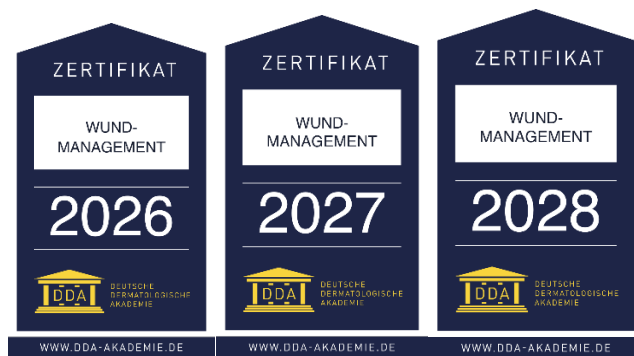 ZERTIFIKAT
WUND-
MANAGEMENT
2026
DDA
DEUTSCHE
DERMATOLOGISCHE
AKADEMIE
WWW.DDA-AKADEMIE.DE
ZERTIFIKAT
WUND-
MANAGEMENT
2027
DDA
DEUTSCHE
DERMATOLOGISCHE
AKADEMIE
WWW.DDA-AKADEMIE.DE
ZERTIFIKAT
WUND-
MANAGEMENT
2028
DDA
DEUTSCHE
DERMATOLOGISCHE
AKADEMIE
WWW.DDA-AKADEMIE.DE